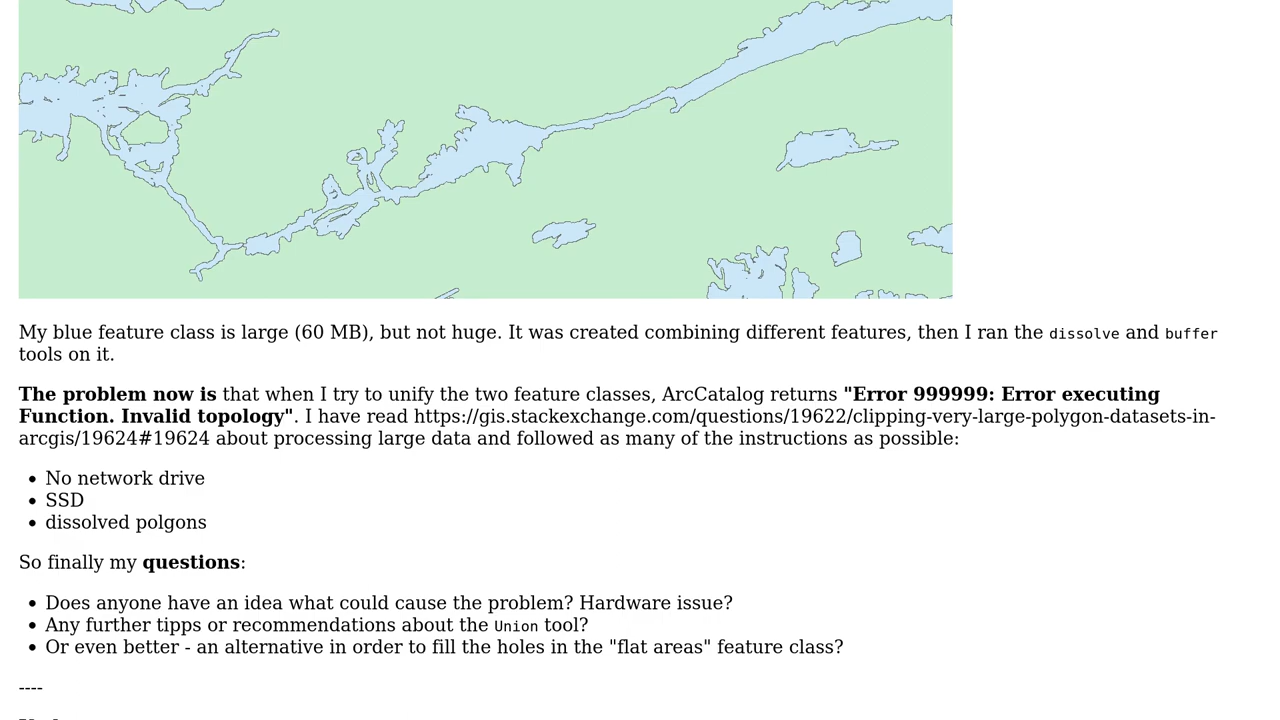 My blue feature class is large (60 MB), but not huge. It was created combining different features, then I ran the dissolve and buffer
tools on it.
The problem now is that when I try to unify the two feature classes, ArcCatalog returns "Error 999999: Error executing
Function. Invalid topology". I have read https://gis.stackexchange.com/questions/19622/clipping-very-large-polygon-datasets-in-
arcgis/19624#19624 about processing large data and followed as many of the instructions as possible:
• No network drive
• SSD
• dissolved polgons
So finally my questions:
• Does anyone have an idea what could cause the problem? Hardware issue?
• Any further tipps or recommendations about the Union tool?
• Or even better - an alternative in order to fill the holes in the "flat areas" feature class?
----